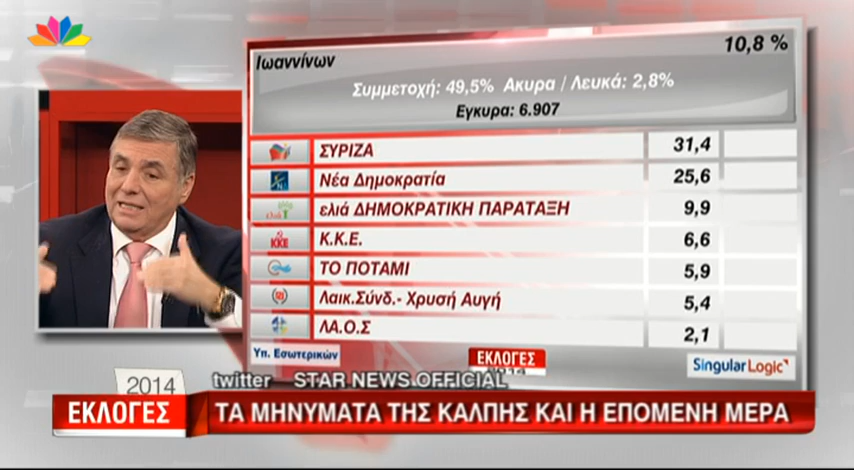 Ιωαννίνων
10,8 %
Συμμετοχή: 49,5% Ακυρα / Λευκά: 2,8%
Εγκυρα: 6.907
ΣΥΡΙΖΑ 31,4
Νέα Δημοκρατία 25,6
ελιά ΔΗΜΟΚΡΑΤΙΚΗ ΠΑΡΑΤΑΞΗ 9,9
ΚΚΕ Κ.Κ.Ε. 6,6
ΤΟ ΠΟΤΑΜΙ 5,9
Λαικ.Σύνδ.- Χρυσή Αυγή 5,4
ΛΑ.Ο.Σ 2,1
Υπ. Εσωτερικών
ΕΚΛΟΓΕΣ
SingularLogic
2014
twitter STAR NEWS.OFFICIAL
ΕΚΛΟΓΕΣ
ΤΑ ΜΗΝΥΜΑΤΑ ΤΗΣ ΚΑΛΠΗΣ ΚΑΙ Η ΕΠΟΜΕΝΗ ΜΕΡΑ